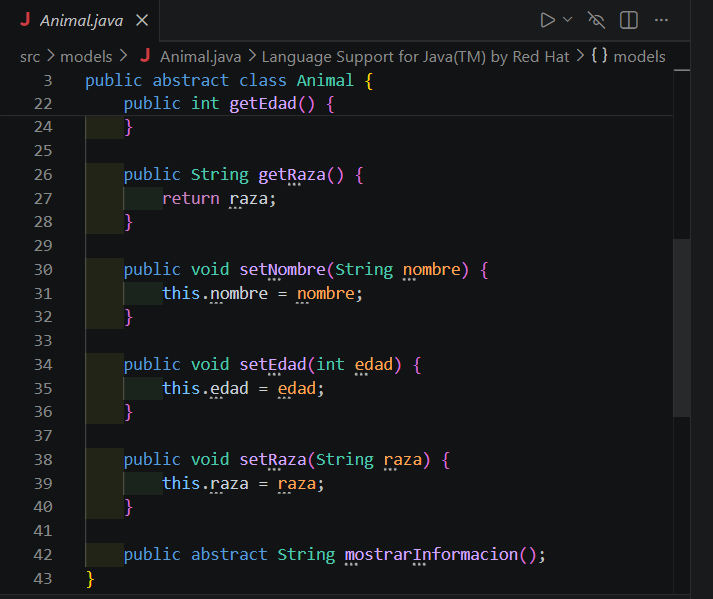 J Animal.java ×
src > models > J Animal.java > Language Support for Java(TM) by Red Hat > {} models
3 public abstract class Animal {
22     public int getEdad() {
24     }
25
26     public String getRaza() {
27         return raza;
28     }
29
30     public void setNombre(String nombre) {
31         this.nombre = nombre;
32     }
33
34     public void setEdad(int edad) {
35         this.edad = edad;
36     }
37
38     public void setRaza(String raza) {
39         this.raza = raza;
40     }
41
42     public abstract String mostrarInformacion();
43 }